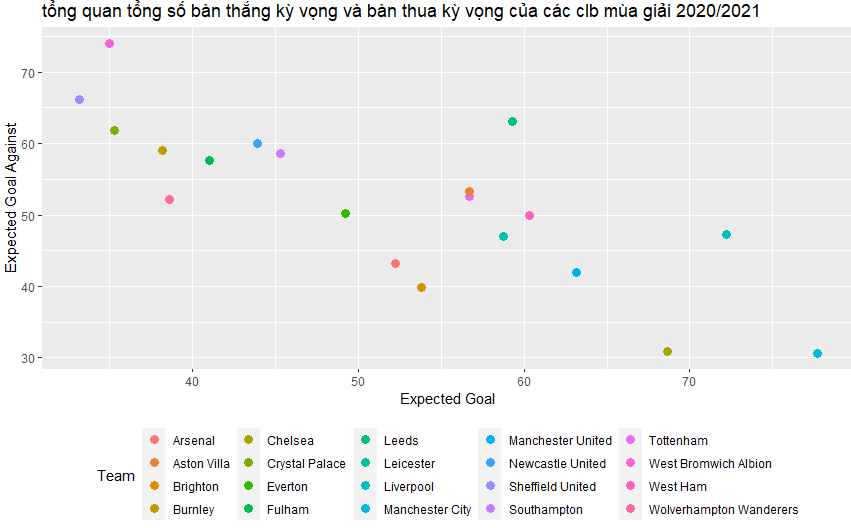 tổng quan tổng số bàn thắng kỳ vọng và bàn thua kỳ vọng của các clb mùa giải 2020/2021
Expected Goal Against
70
60
50
40
30
40 50 60 70
Expected Goal
Team
Arsenal Chelsea Leeds Manchester United Tottenham
Aston Villa Crystal Palace Leicester Newcastle United West Bromwich Albion
Brighton Everton Liverpool Sheffield United West Ham
Burnley Fulham Manchester City Southampton Wolverhampton Wanderers